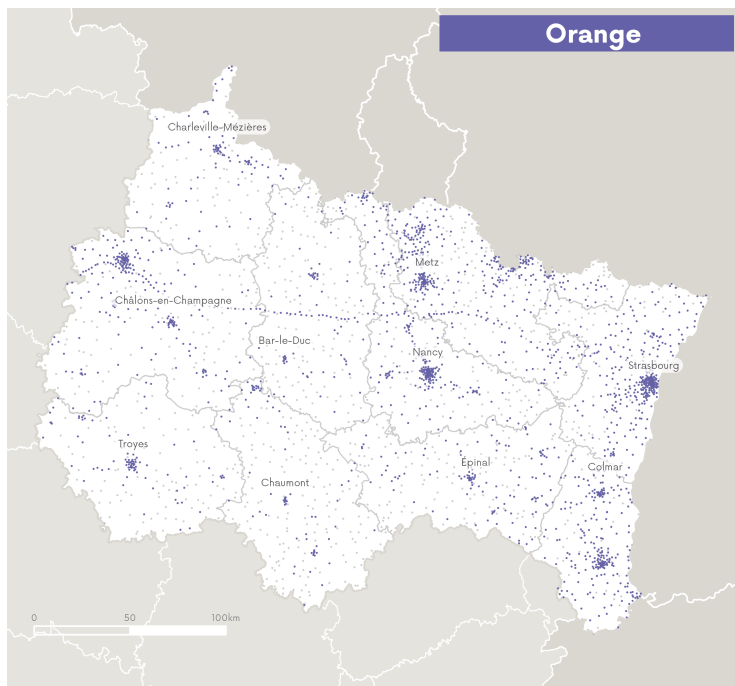 Orange
Charleville-Mézières
Metz
Châlons-en-Champagne
Bar-le-Duc
Nancy
Strasbourg
Troyes
Épinal
Colmar
Chaumont
0 50 100km